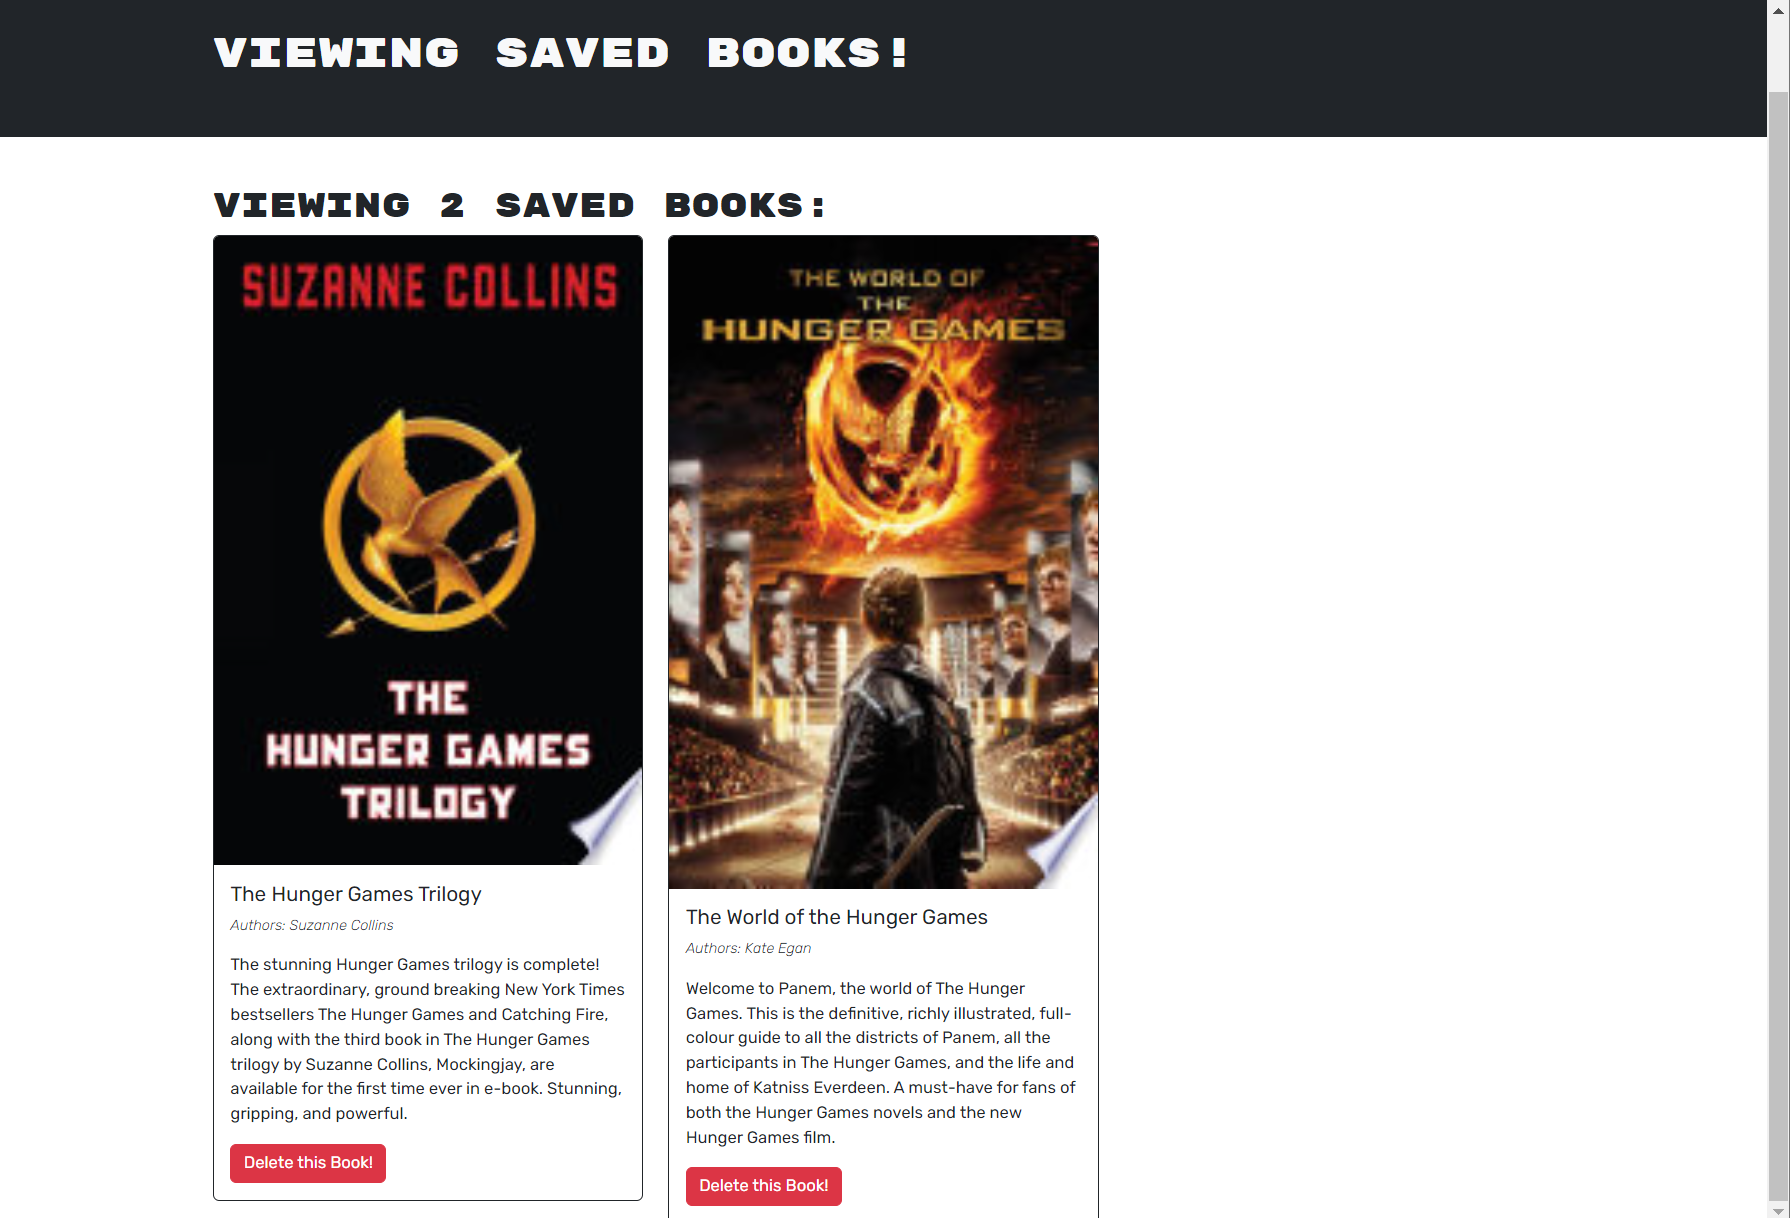 VIEWING SAVED BOOKS!
VIEWING 2 SAVED BOOKS:
SUZANNE COLLINS
THE
HUNGER GAMES
TRILOGY
The Hunger Games Trilogy
Authors: Suzanne Collins
The stunning Hunger Games trilogy is complete!
The extraordinary, ground breaking New York Times
bestsellers The Hunger Games and Catching Fire,
along with the third book in The Hunger Games
trilogy by Suzanne Collins, Mockingjay, are
available for the first time ever in e-book. Stunning,
gripping, and powerful.
Delete this Book!
THE WORLD OF
THE
HUNGER GAMES
The World of the Hunger Games
Authors: Kate Egan
Welcome to Panem, the world of The Hunger
Games. This is the definitive, richly illustrated, full-
colour guide to all the districts of Panem, all the
participants in The Hunger Games, and the life and
home of Katniss Everdeen. A must-have for fans of
both the Hunger Games novels and the new
Hunger Games film.
Delete this Book!